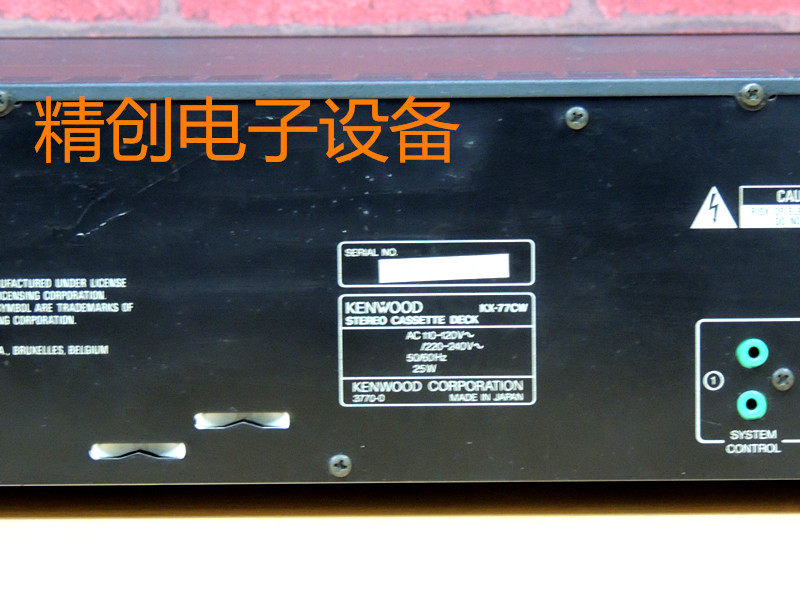 精创电子设备
CAU
SERIAL NO.
UFACTURED UNDER LICENSE
ICENSING CORPORATION.
SYMBOL ARE TRADEMARKS OF
NG CORPORATION.
A., BRUXELLES, BELGIUM
KENWOOD KX-77CW
STEREO CASSETTE DECK
AC 110-120V~
/220-240V~
50/60Hz
25W
KENWOOD CORPORATION
3770-0 MADE IN JAPAN
1
SYSTEM
CONTROL